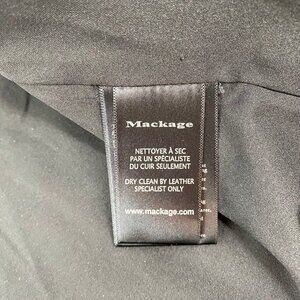 Mackage
NETTOYER À SEC
PAR UN SPÉCIALISTE
DU CUIR SEULEMENT
DRY CLEAN BY LEATHER
SPECIALIST ONLY
www.mackage.com